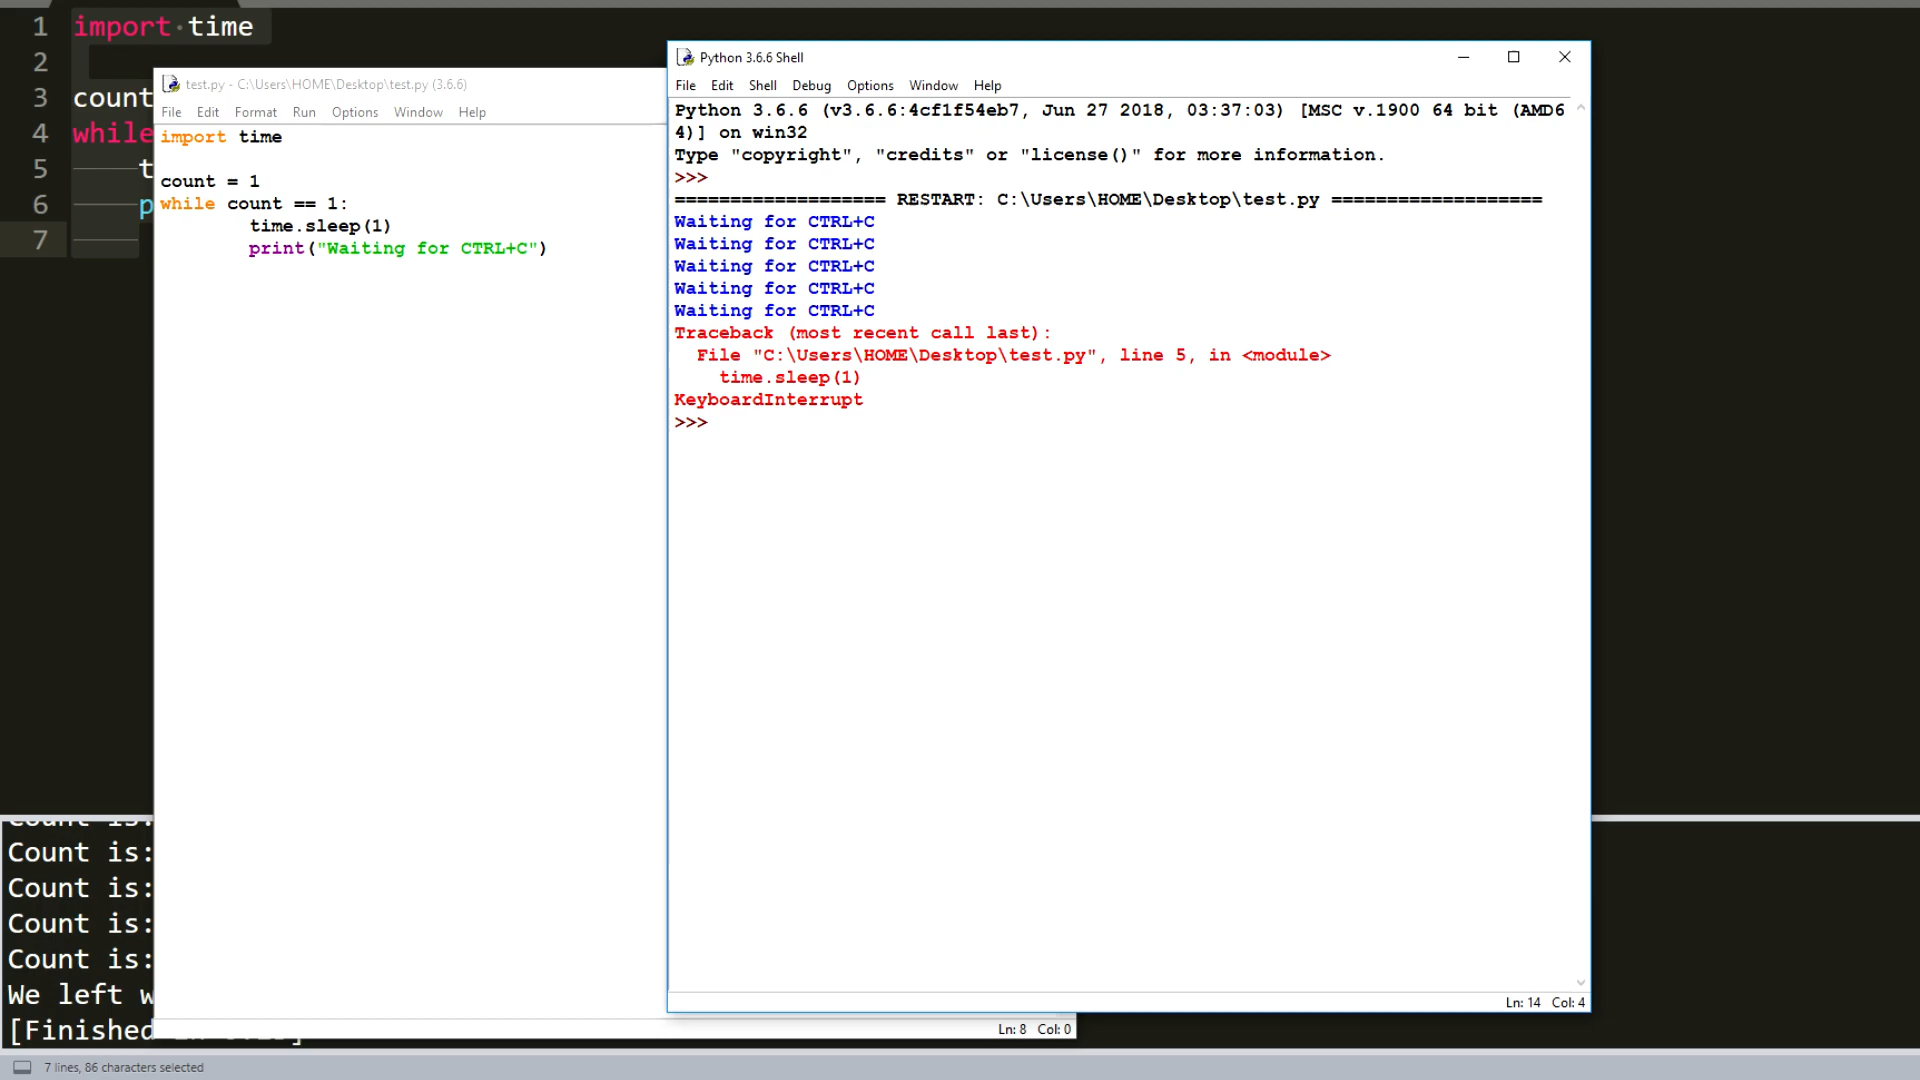 1 import time
2
3 count
4 while
5 t
6 p
7
test.py - C:\Users\HOME\Desktop\test.py (3.6.6)
File Edit Format Run Options Window Help
import time
count = 1
while count == 1:
time.sleep(1)
print("Waiting for CTRL+C")
Ln: 8 Col: 0
Python 3.6.6 Shell
File Edit Shell Debug Options Window Help
Python 3.6.6 (v3.6.6:4cf1f54eb7, Jun 27 2018, 03:37:03) [MSC v.1900 64 bit (AMD6
4)] on win32
Type "copyright", "credits" or "license()" for more information.
>>>
=================== RESTART: C:\Users\HOME\Desktop\test.py ===================
Waiting for CTRL+C
Waiting for CTRL+C
Waiting for CTRL+C
Waiting for CTRL+C
Waiting for CTRL+C
Traceback (most recent call last):
File "C:\Users\HOME\Desktop\test.py", line 5, in <module>
time.sleep(1)
KeyboardInterrupt
>>>
Ln: 14 Col: 4
Count is:
Count is:
Count is:
Count is:
Count is:
We left w
[Finished
7 lines, 86 characters selected